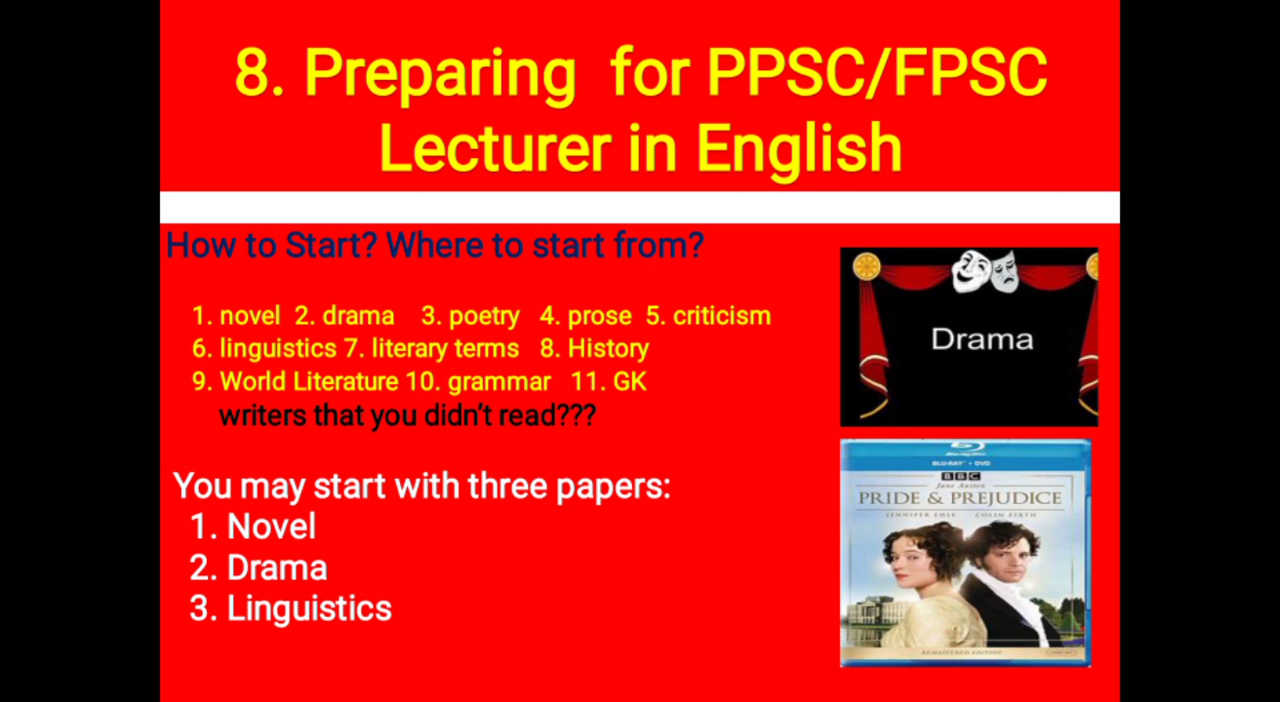 8. Preparing for PPSC/FPSC
Lecturer in English
How to Start? Where to start from?
1. novel 2. drama 3. poetry 4. prose 5. criticism
6. linguistics 7. literary terms 8. History
9. World Literature 10. grammar 11. GK
writers that you didn't read???
You may start with three papers:
1. Novel
2. Drama
3. Linguistics
Drama
BLU-RAY + DVD
BBC
Jane Austen
PRIDE & PREJUDICE
JENNIFER EHLE COLIN FIRTH
REMASTERED EDITION